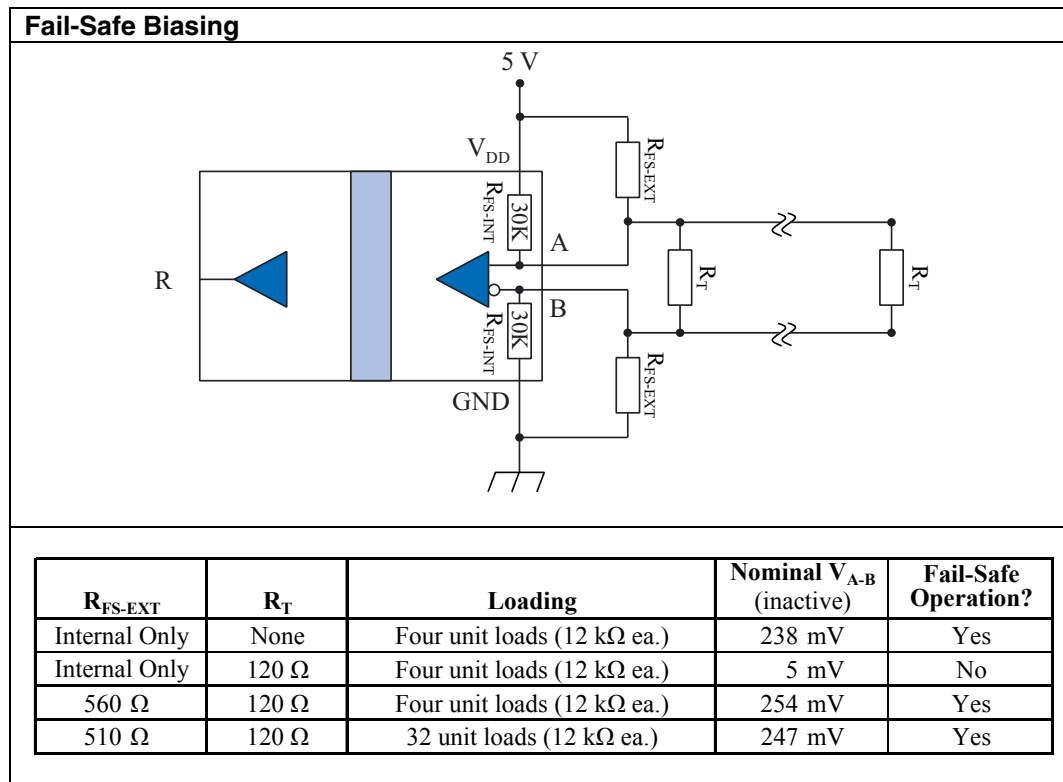 Fail-Safe Biasing
5 V
V_DD
R_FS-EXT
R_FS-INT
30K
A
R
R_T
R_T
B
R_FS-INT
30K
R_FS-EXT
GND
R_FS-EXT R_T Loading Nominal V_A-B (inactive) Fail-Safe Operation?
Internal Only None Four unit loads (12 kΩ ea.) 238 mV Yes
Internal Only 120 Ω Four unit loads (12 kΩ ea.) 5 mV No
560 Ω 120 Ω Four unit loads (12 kΩ ea.) 254 mV Yes
510 Ω 120 Ω 32 unit loads (12 kΩ ea.) 247 mV Yes